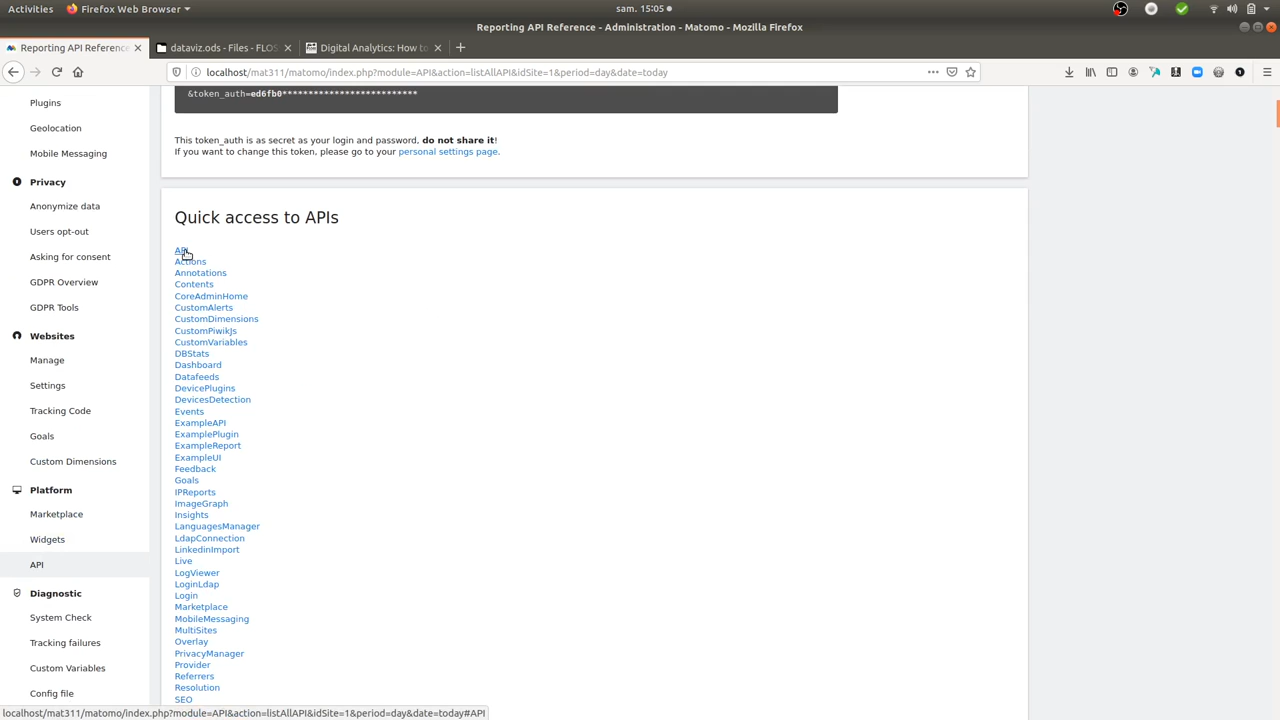 Activities
Firefox Web Browser
sam. 15:05
Reporting API Reference - Administration - Matomo - Mozilla Firefox
Reporting API Reference
dataviz.ods - Files - FLOS
Digital Analytics: How to
localhost/mat311/matomo/index.php?module=API&action=listAllAPI&idSite=1&period=day&date=today
Plugins
Geolocation
Mobile Messaging
Privacy
Anonymize data
Users opt-out
Asking for consent
GDPR Overview
GDPR Tools
Websites
Manage
Settings
Tracking Code
Goals
Custom Dimensions
Platform
Marketplace
Widgets
API
Diagnostic
System Check
Tracking failures
Custom Variables
Config file
&token_auth=ed6fb0**************************
This token_auth is as secret as your login and password, do not share it!
If you want to change this token, please go to your personal settings page.
Quick access to APIs
API
Actions
Annotations
Contents
CoreAdminHome
CustomAlerts
CustomDimensions
CustomPiwikJs
CustomVariables
DBStats
Dashboard
Datafeeds
DevicePlugins
DevicesDetection
Events
ExampleAPI
ExamplePlugin
ExampleReport
ExampleUI
Feedback
Goals
IPReports
ImageGraph
Insights
LanguagesManager
LdapConnection
LinkedinImport
Live
LogViewer
LoginLdap
Login
Marketplace
MobileMessaging
MultiSites
Overlay
PrivacyManager
Provider
Referrers
Resolution
SEO
localhost/mat311/matomo/index.php?module=API&action=listAllAPI&idSite=1&period=day&date=today#API